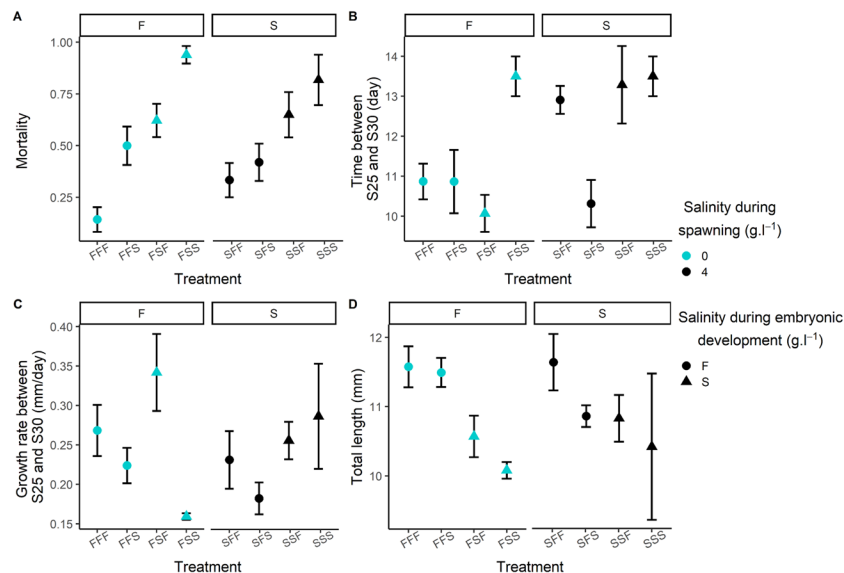 A
F
S
Mortality
1.00
0.75
0.50
0.25
FFF
FFS
FSF
FSS
SFF
SFS
SSF
SSS
Treatment
B
F
S
Time between
S25 and S30 (day)
14
13
12
11
10
FFF
FFS
FSF
FSS
SFF
SFS
SSF
SSS
Treatment
C
F
S
Growth rate between
S25 and S30 (mm/day)
0.40
0.35
0.30
0.25
0.20
0.15
FFF
FFS
FSF
FSS
SFF
SFS
SSF
SSS
Treatment
D
F
S
Total length (mm)
12
11
10
FFF
FFS
FSF
FSS
SFF
SFS
SSF
SSS
Treatment
Salinity during
spawning (g.l⁻¹)
0
4
Salinity during embryonic
development (g.l⁻¹)
F
S